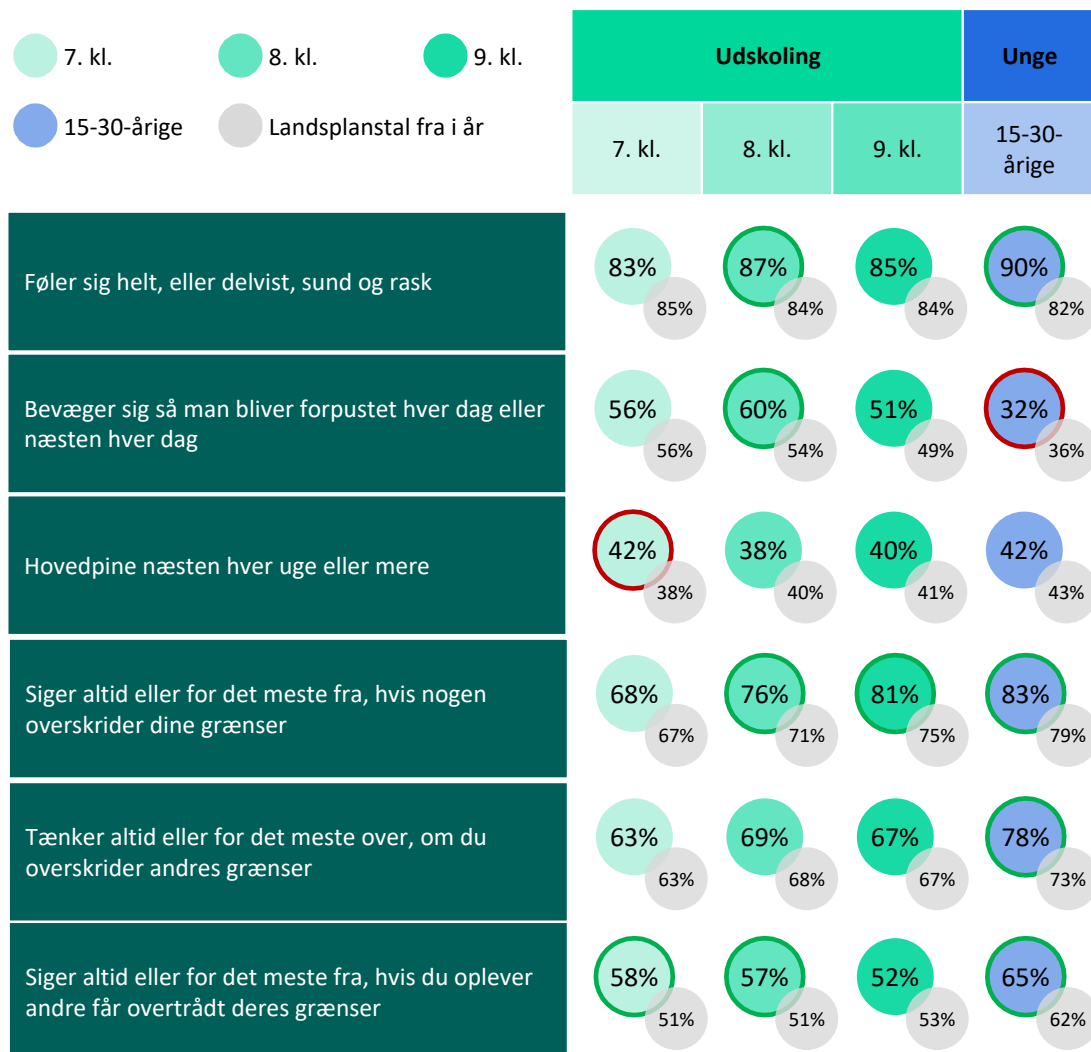 7. kl.
8. kl.
9. kl.
15-30-årige
Landsplanstal fra i år
Udskoling
Unge
7. kl.
8. kl.
9. kl.
15-30-
årige
Føler sig helt, eller delvist, sund og rask
83%
85%
87%
84%
85%
84%
90%
82%
Bevæger sig så man bliver forpustet hver dag eller
næsten hver dag
56%
56%
60%
54%
51%
49%
32%
36%
Hovedpine næsten hver uge eller mere
42%
38%
38%
40%
40%
41%
42%
43%
Siger altid eller for det meste fra, hvis nogen
overskrider dine grænser
68%
67%
76%
71%
81%
75%
83%
79%
Tænker altid eller for det meste over, om du
overskrider andres grænser
63%
63%
69%
68%
67%
67%
78%
73%
Siger altid eller for det meste fra, hvis du oplever
andre får overtrådt deres grænser
58%
51%
57%
51%
52%
53%
65%
62%